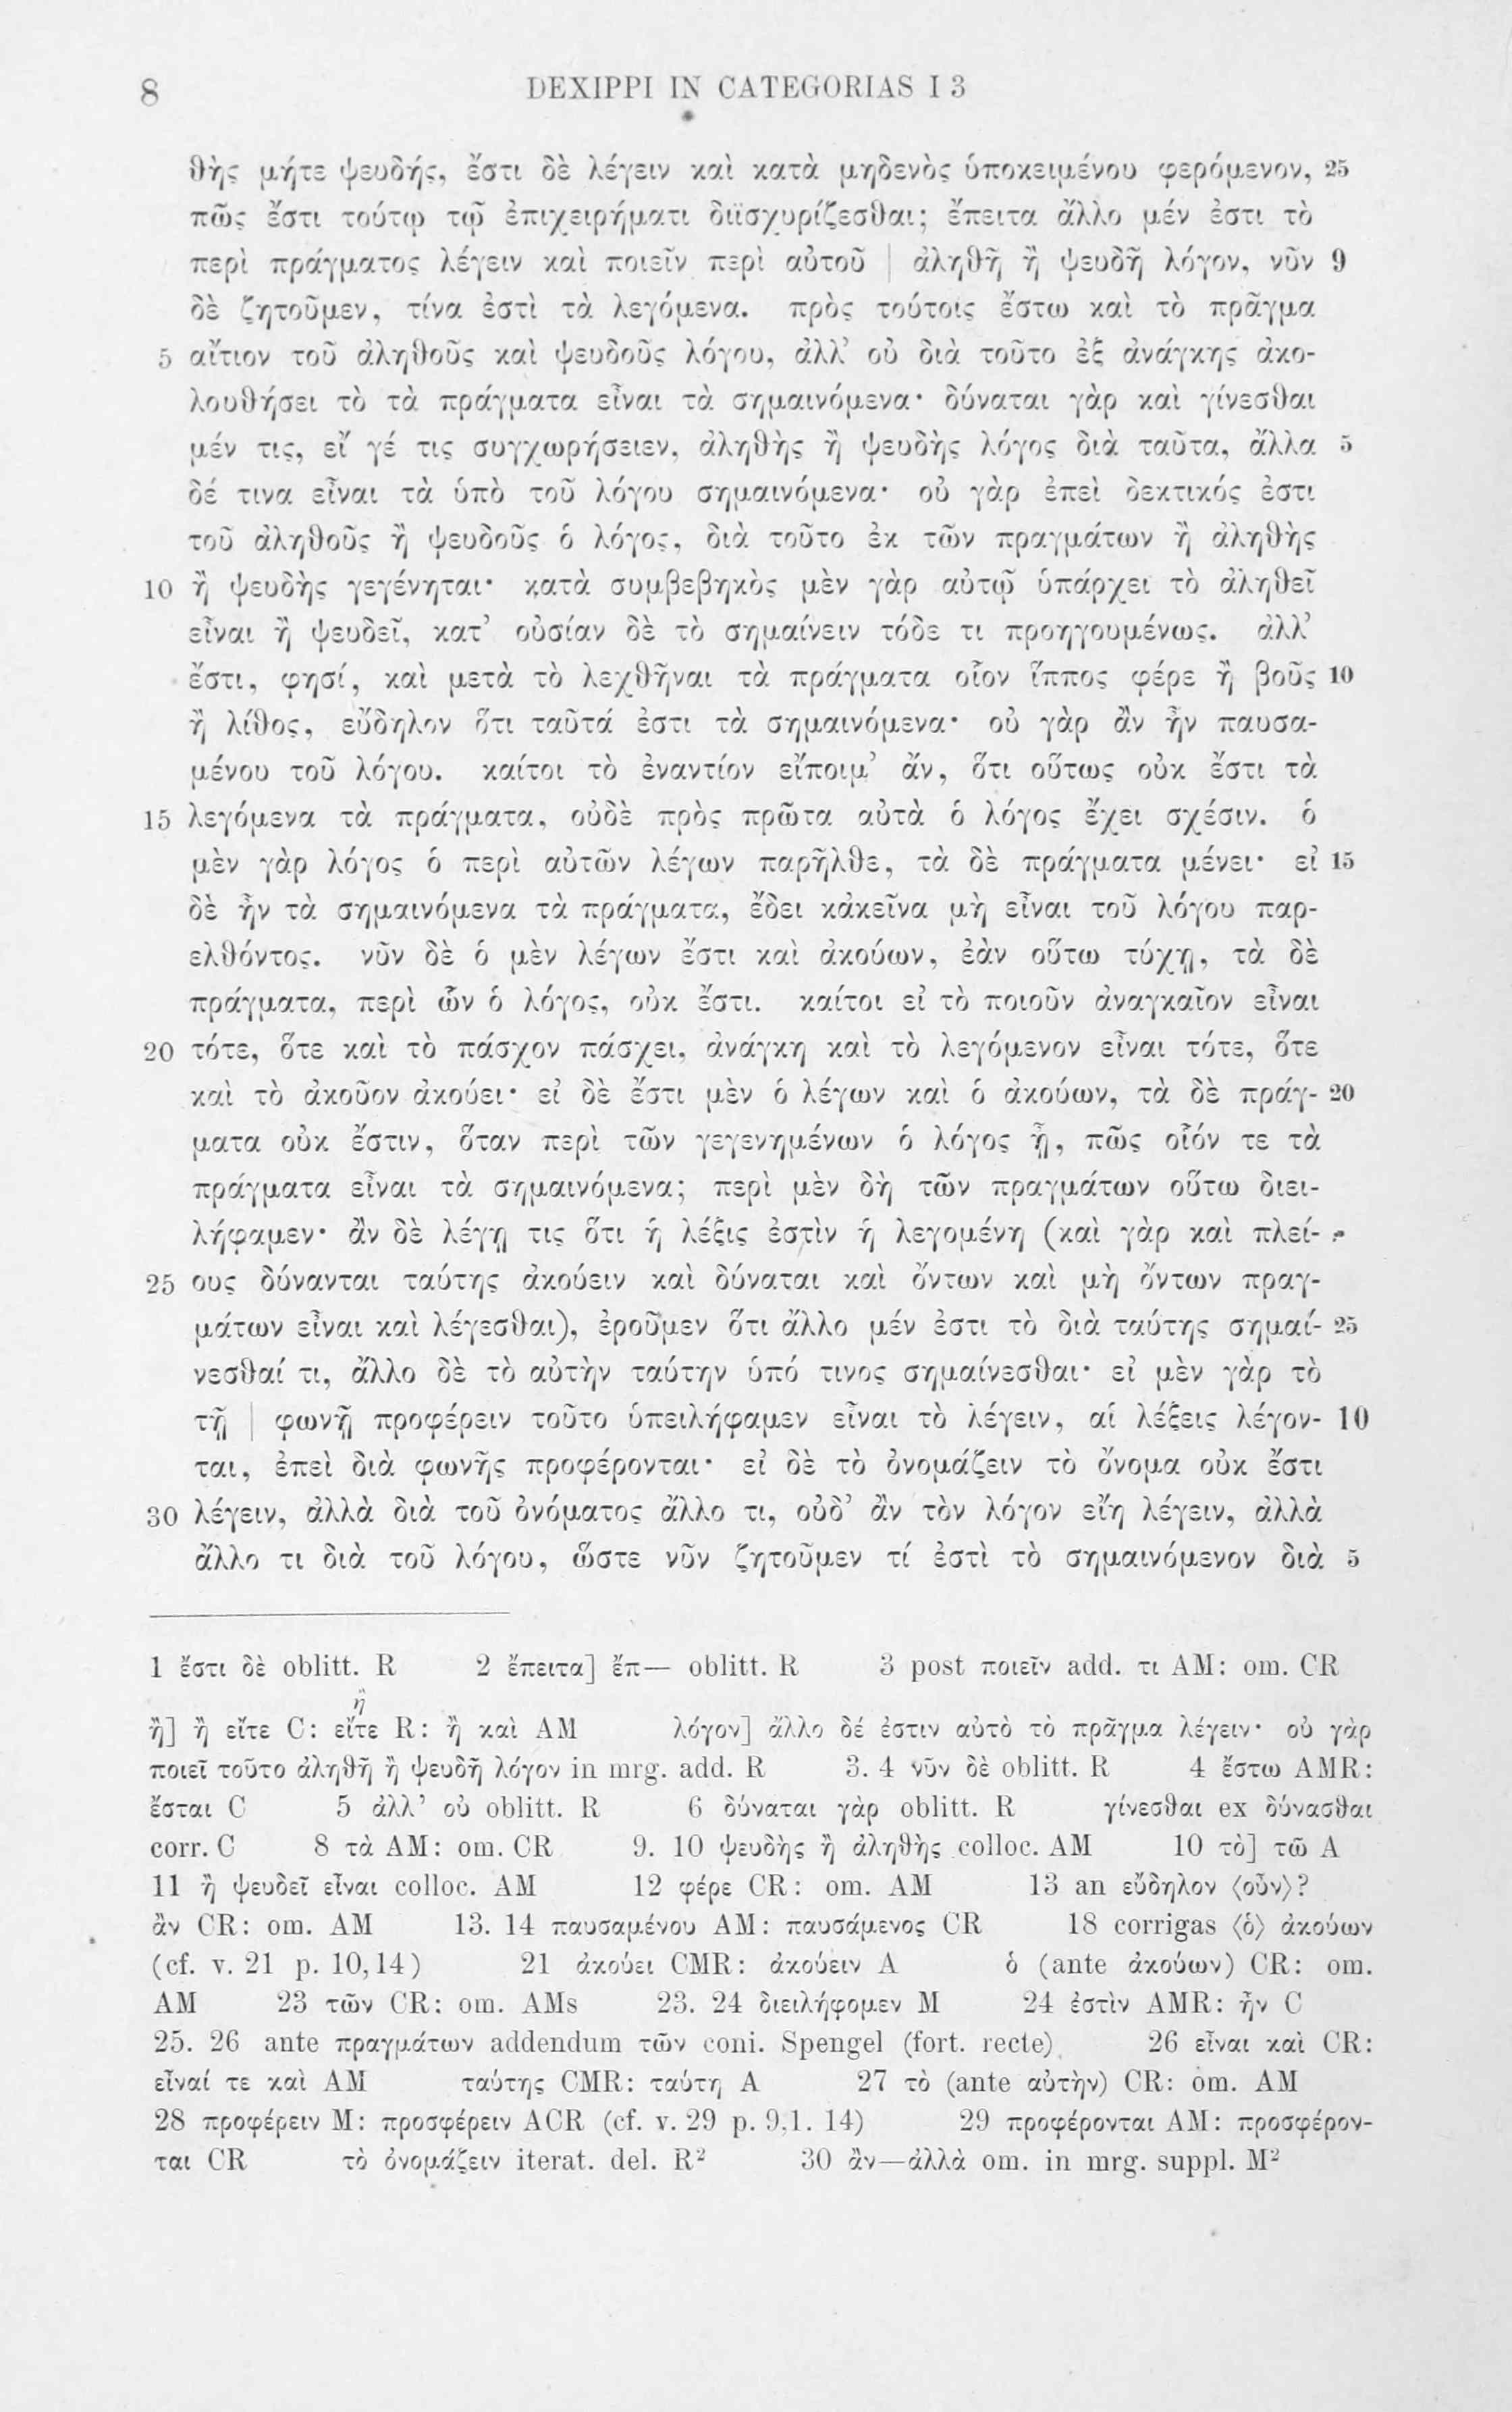 8 DEXIPPI IN CATEGORIAS I 3
θὴς μήτε ψευδής, ἔστι δὲ λέγειν καὶ κατὰ μηδενὸς ὑποκειμένου φερόμενον, 25
πῶς ἔστι τούτῳ τῷ ἐπιχειρήματι διϊσχυρίζεσθαι; ἔπειτα ἄλλο μέν ἐστι τὸ
περὶ πράγματος λέγειν καὶ ποιεῖν περὶ αὐτοῦ | ἀληθῆ ἢ ψευδῆ λόγον, νῦν 9
δὲ ζητοῦμεν, τίνα ἐστὶ τὰ λεγόμενα. πρὸς τούτοις ἔστω καὶ τὸ πρᾶγμα
5 αἴτιον τοῦ ἀληθοῦς καὶ ψευδοῦς λόγου, ἀλλ’ οὐ διὰ τοῦτο ἐξ ἀνάγκης ἀκο-
λουθήσει τὸ τὰ πράγματα εἶναι τὰ σημαινόμενα· δύναται γὰρ καὶ γίνεσθαι
μέν τις, εἴ γέ τις συγχωρήσειεν, ἀληθὴς ἢ ψευδὴς λόγος διὰ ταῦτα, ἄλλα 5
δέ τινα εἶναι τὰ ὑπὸ τοῦ λόγου σημαινόμενα· οὐ γὰρ ἐπεὶ δεκτικός ἐστι
τοῦ ἀληθοῦς ἢ ψευδοῦς ὁ λόγος, διὰ τοῦτο ἐκ τῶν πραγμάτων ἢ ἀληθὴς
10 ἢ ψευδὴς γεγένηται· κατὰ συμβεβηκὸς μὲν γὰρ αὐτῷ ὑπάρχει τὸ ἀληθεῖ
εἶναι ἢ ψευδεῖ, κατ’ οὐσίαν δὲ τὸ σημαίνειν τόδε τι προηγουμένως. ἀλλ’
ἔστι, φησί, καὶ μετὰ τὸ λεχθῆναι τὰ πράγματα οἷον ἵππος φέρε ἢ βοῦς 10
ἢ λίθος, εὔδηλον ὅτι ταῦτά ἐστι τὰ σημαινόμενα· οὐ γὰρ ἂν ἦν παυσα-
μένου τοῦ λόγου. καίτοι τὸ ἐναντίον εἴποιμ’ ἄν, ὅτι οὕτως οὐκ ἔστι τὰ
15 λεγόμενα τὰ πράγματα, οὐδὲ πρὸς πρῶτα αὐτὰ ὁ λόγος ἔχει σχέσιν. ὁ
μὲν γὰρ λόγος ὁ περὶ αὐτῶν λέγων παρῆλθε, τὰ δὲ πράγματα μένει· εἰ 15
δὲ ἦν τὰ σημαινόμενα τὰ πράγματα, ἔδει κἀκεῖνα μὴ εἶναι τοῦ λόγου παρ-
ελθόντος. νῦν δὲ ὁ μὲν λέγων ἔστι καὶ ἀκούων, ἐὰν οὕτω τύχῃ, τὰ δὲ
πράγματα, περὶ ὧν ὁ λόγος, οὐκ ἔστι. καίτοι εἰ τὸ ποιοῦν ἀναγκαῖον εἶναι
20 τότε, ὅτε καὶ τὸ πάσχον πάσχει, ἀνάγκη καὶ τὸ λεγόμενον εἶναι τότε, ὅτε
καὶ τὸ ἀκοῦον ἀκούει· εἰ δὲ ἔστι μὲν ὁ λέγων καὶ ὁ ἀκούων, τὰ δὲ πράγ- 20
ματα οὐκ ἔστιν, ὅταν περὶ τῶν γεγενημένων ὁ λόγος ᾖ, πῶς οἷόν τε τὰ
πράγματα εἶναι τὰ σημαινόμενα; περὶ μὲν δὴ τῶν πραγμάτων οὕτω διει-
λήφαμεν· ἂν δὲ λέγῃ τις ὅτι ἡ λέξις ἐστὶν ἡ λεγομένη (καὶ γὰρ καὶ πλεί-
25 ους δύνανται ταύτης ἀκούειν καὶ δύναται καὶ ὄντων καὶ μὴ ὄντων πραγ-
μάτων εἶναι καὶ λέγεσθαι), ἐροῦμεν ὅτι ἄλλο μέν ἐστι τὸ διὰ ταύτης σημαί- 25
νεσθαί τι, ἄλλο δὲ τὸ αὐτὴν ταύτην ὑπό τινος σημαίνεσθαι· εἰ μὲν γὰρ τὸ
τῇ | φωνῇ προφέρειν τοῦτο ὑπειλήφαμεν εἶναι τὸ λέγειν, αἱ λέξεις λέγον- 10
ται, ἐπεὶ διὰ φωνῆς προφέρονται· εἰ δὲ τὸ ὀνομάζειν τὸ ὄνομα οὐκ ἔστι
30 λέγειν, ἀλλὰ διὰ τοῦ ὀνόματος ἄλλο τι, οὐδ’ ἂν τὸν λόγον εἴη λέγειν, ἀλλὰ
ἄλλο τι διὰ τοῦ λόγου, ὥστε νῦν ζητοῦμεν τί ἐστὶ τὸ σημαινόμενον διὰ 5
1 ἔστι δὲ oblitt. R 2 ἔπειτα] ἔπ— oblitt. R 3 post ποιεῖν add. τι AM: om. CR
ἢ
ἢ] ἢ εἴτε C: εἴτε R: ἢ καὶ AM λόγον] ἄλλο δέ ἐστιν αὐτὸ τὸ πρᾶγμα λέγειν· οὐ γὰρ
ποιεῖ τοῦτο ἀληθῆ ἢ ψευδῆ λόγον in mrg. add. R 3. 4 νῦν δὲ oblitt. R 4 ἔστω AMR:
ἔσται C 5 ἀλλ’ οὐ oblitt. R 6 δύναται γὰρ oblitt. R γίνεσθαι ex δύνασθαι
corr. C 8 τὰ AM: om. CR 9. 10 ψευδὴς ἢ ἀληθὴς colloc. AM 10 τὸ] τῶ A
11 ἢ ψευδεῖ εἶναι colloc. AM 12 φέρε CR: om. AM 13 an εὔδηλον ⟨οὖν⟩?
ἂν CR: om. AM 13. 14 παυσαμένου AM: παυσάμενος CR 18 corrigas ⟨ὁ⟩ ἀκούων
(cf. v. 21 p. 10,14) 21 ἀκούει CMR: ἀκούειν A ὁ (ante ἀκούων) CR: om.
AM 23 τῶν CR: om. AMs 23. 24 διειλήφομεν M 24 ἐστὶν AMR: ἦν C
25. 26 ante πραγμάτων addendum τῶν coni. Spengel (fort. recte) 26 εἶναι καὶ CR:
εἶναί τε καὶ AM ταύτης CMR: ταύτη A 27 τὸ (ante αὐτὴν) CR: om. AM
28 προφέρειν M: προσφέρειν ACR (cf. v. 29 p. 9,1. 14) 29 προφέρονται AM: προσφέρον-
ται CR τὸ ὀνομάζειν iterat. del. R² 30 ἂν—ἀλλὰ om. in mrg. suppl. M²